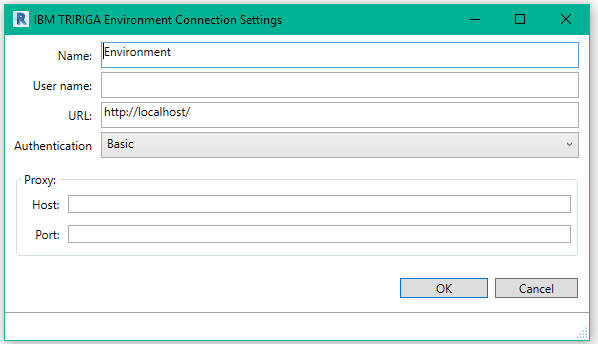 IBM TRIRIGA Environment Connection Settings
Name: Environment
User name:
URL: http://localhost/
Authentication Basic
Proxy:
Host:
Port:
OK Cancel